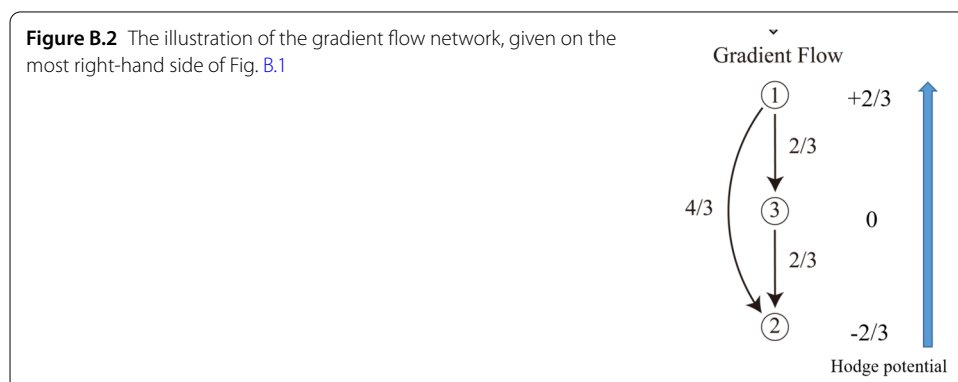 Figure B.2 The illustration of the gradient flow network, given on the
most right-hand side of Fig. B.1
Gradient Flow
1
+2/3
2/3
4/3
3
0
2/3
2
-2/3
Hodge potential